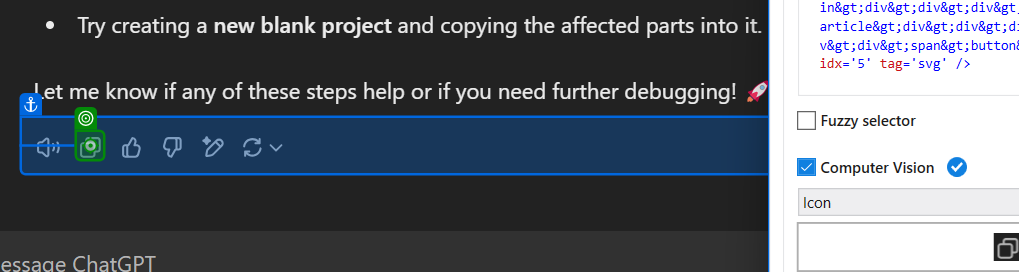 Try creating a new blank project and copying the affected parts into it.
Let me know if any of these steps help or if you need further debugging! 🚀
essage ChatGPT
in&gt;div&gt;div&gt;div&gt;
article&gt;div&gt;div&gt;di
v&gt;div&gt;span&gt;button&
idx='5' tag='svg' />
Fuzzy selector
Computer Vision
Icon